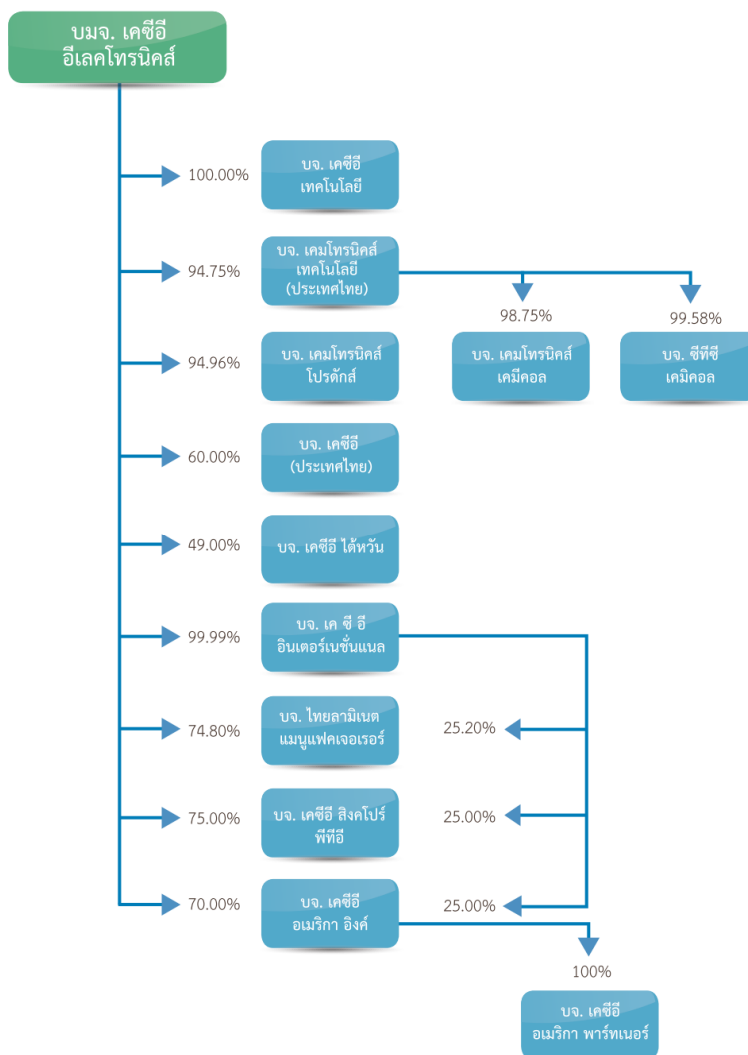 บมจ. เคซีอี
อีเลคโทรนิคส์
100.00%
บจ. เคซีอี
เทคโนโลยี
94.75%
บจ. เคมโทรนิคส์
เทคโนโลยี
(ประเทศไทย)
98.75%
บจ. เคมโทรนิคส์
เคมีคอล
99.58%
บจ. ซีทีซี
เคมิคอล
94.96%
บจ. เคมโทรนิคส์
โปรดักส์
60.00%
บจ. เคซีอี
(ประเทศไทย)
49.00%
บจ. เคซีอี ไต้หวัน
99.99%
บจ. เค ซี อี
อินเตอร์เนชั่นแนล
74.80%
บจ. ไทยลามิเนต
แมนูแฟคเจอเรอร์
25.20%
75.00%
บจ. เคซีอี สิงคโปร์
พีทีอี
25.00%
70.00%
บจ. เคซีอี
อเมริกา อิงค์
25.00%
100%
บจ. เคซีอี
อเมริกา พาร์ทเนอร์